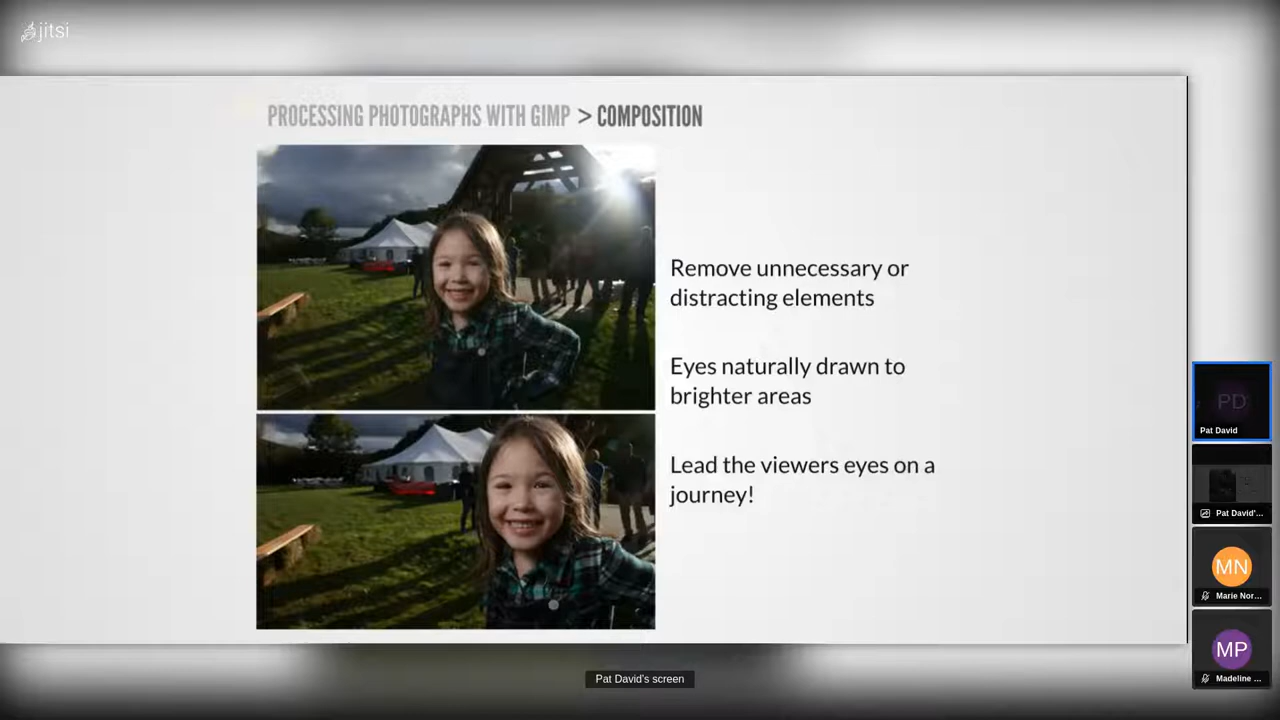 jitsi
PROCESSING PHOTOGRAPHS WITH GIMP > COMPOSITION
Remove unnecessary or
distracting elements
Eyes naturally drawn to
brighter areas
Lead the viewers eyes on a
journey!
PD
Pat David
Pat David'...
MN
Marie Nor...
MP
Madeline ...
Pat David's screen